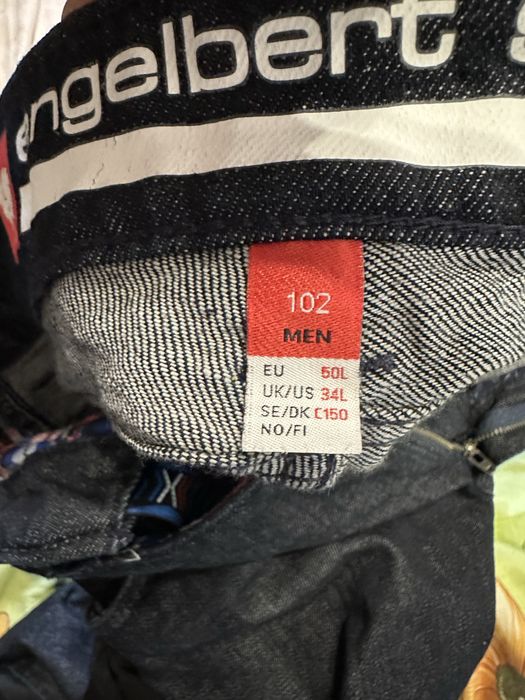 engelbert s
102
MEN
EU 50L
UK/US 34L
SE/DK C150
NO/FI